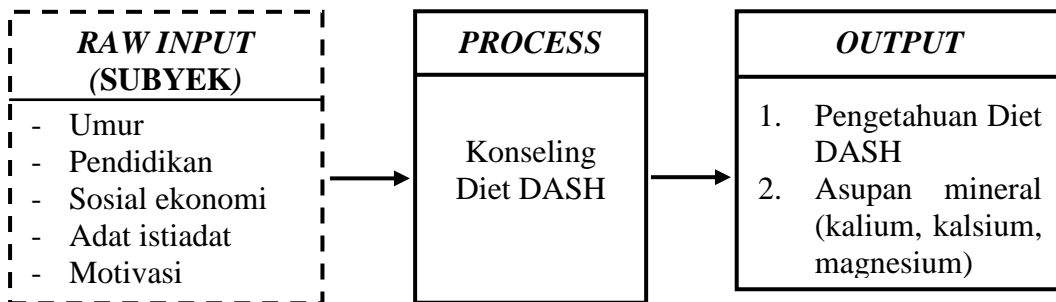 RAW INPUT
(SUBYEK)
- Umur
- Pendidikan
- Sosial ekonomi
- Adat istiadat
- Motivasi
PROCESS
Konseling
Diet DASH
OUTPUT
1. Pengetahuan Diet
DASH
2. Asupan mineral
(kalium, kalsium,
magnesium)